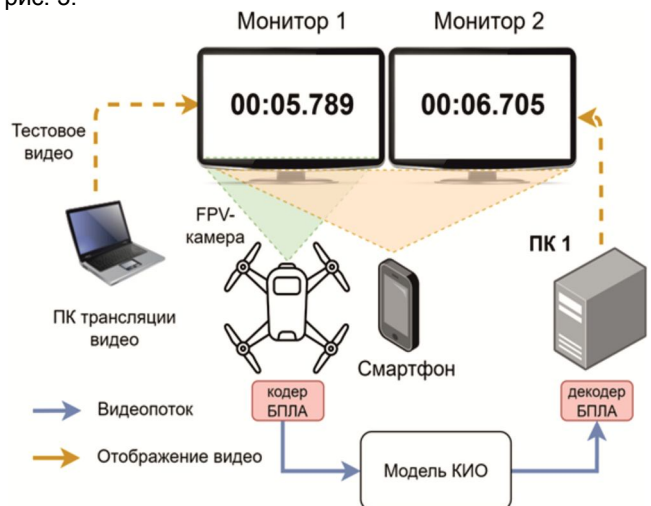 рис. 3.
Монитор 1
Монитор 2
00:05.789
00:06.705
Тестовое
видео
FPV-
камера
ПК 1
ПК трансляции
видео
Смартфон
кодер
БПЛА
декодер
БПЛА
Видеопоток
Отображение видео
Модель КИО